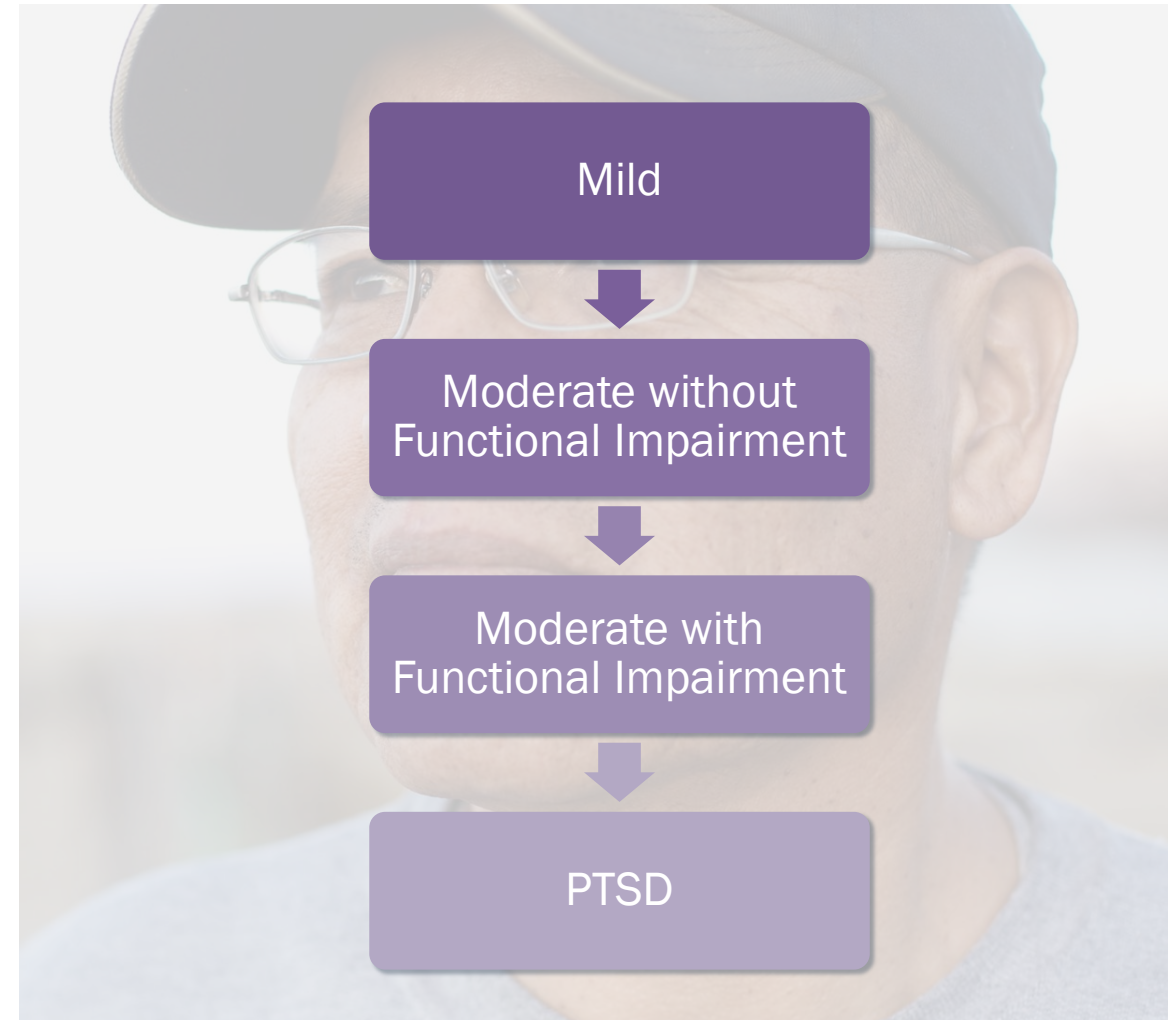 Mild
Moderate without
Functional Impairment
Moderate with
Functional Impairment
PTSD